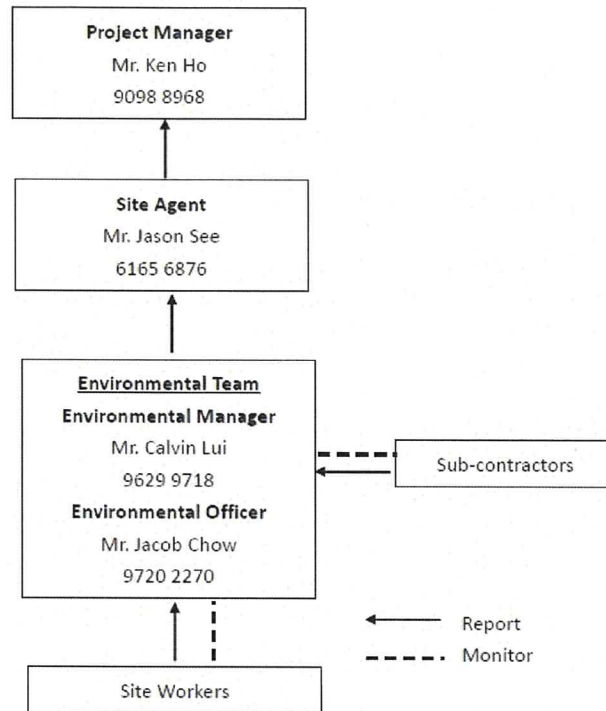 Project Manager
Mr. Ken Ho
9098 8968
Site Agent
Mr. Jason See
6165 6876
Environmental Team
Environmental Manager
Mr. Calvin Lui
9629 9718
Environmental Officer
Mr. Jacob Chow
9720 2270
Sub-contractors
Report
Monitor
Site Workers